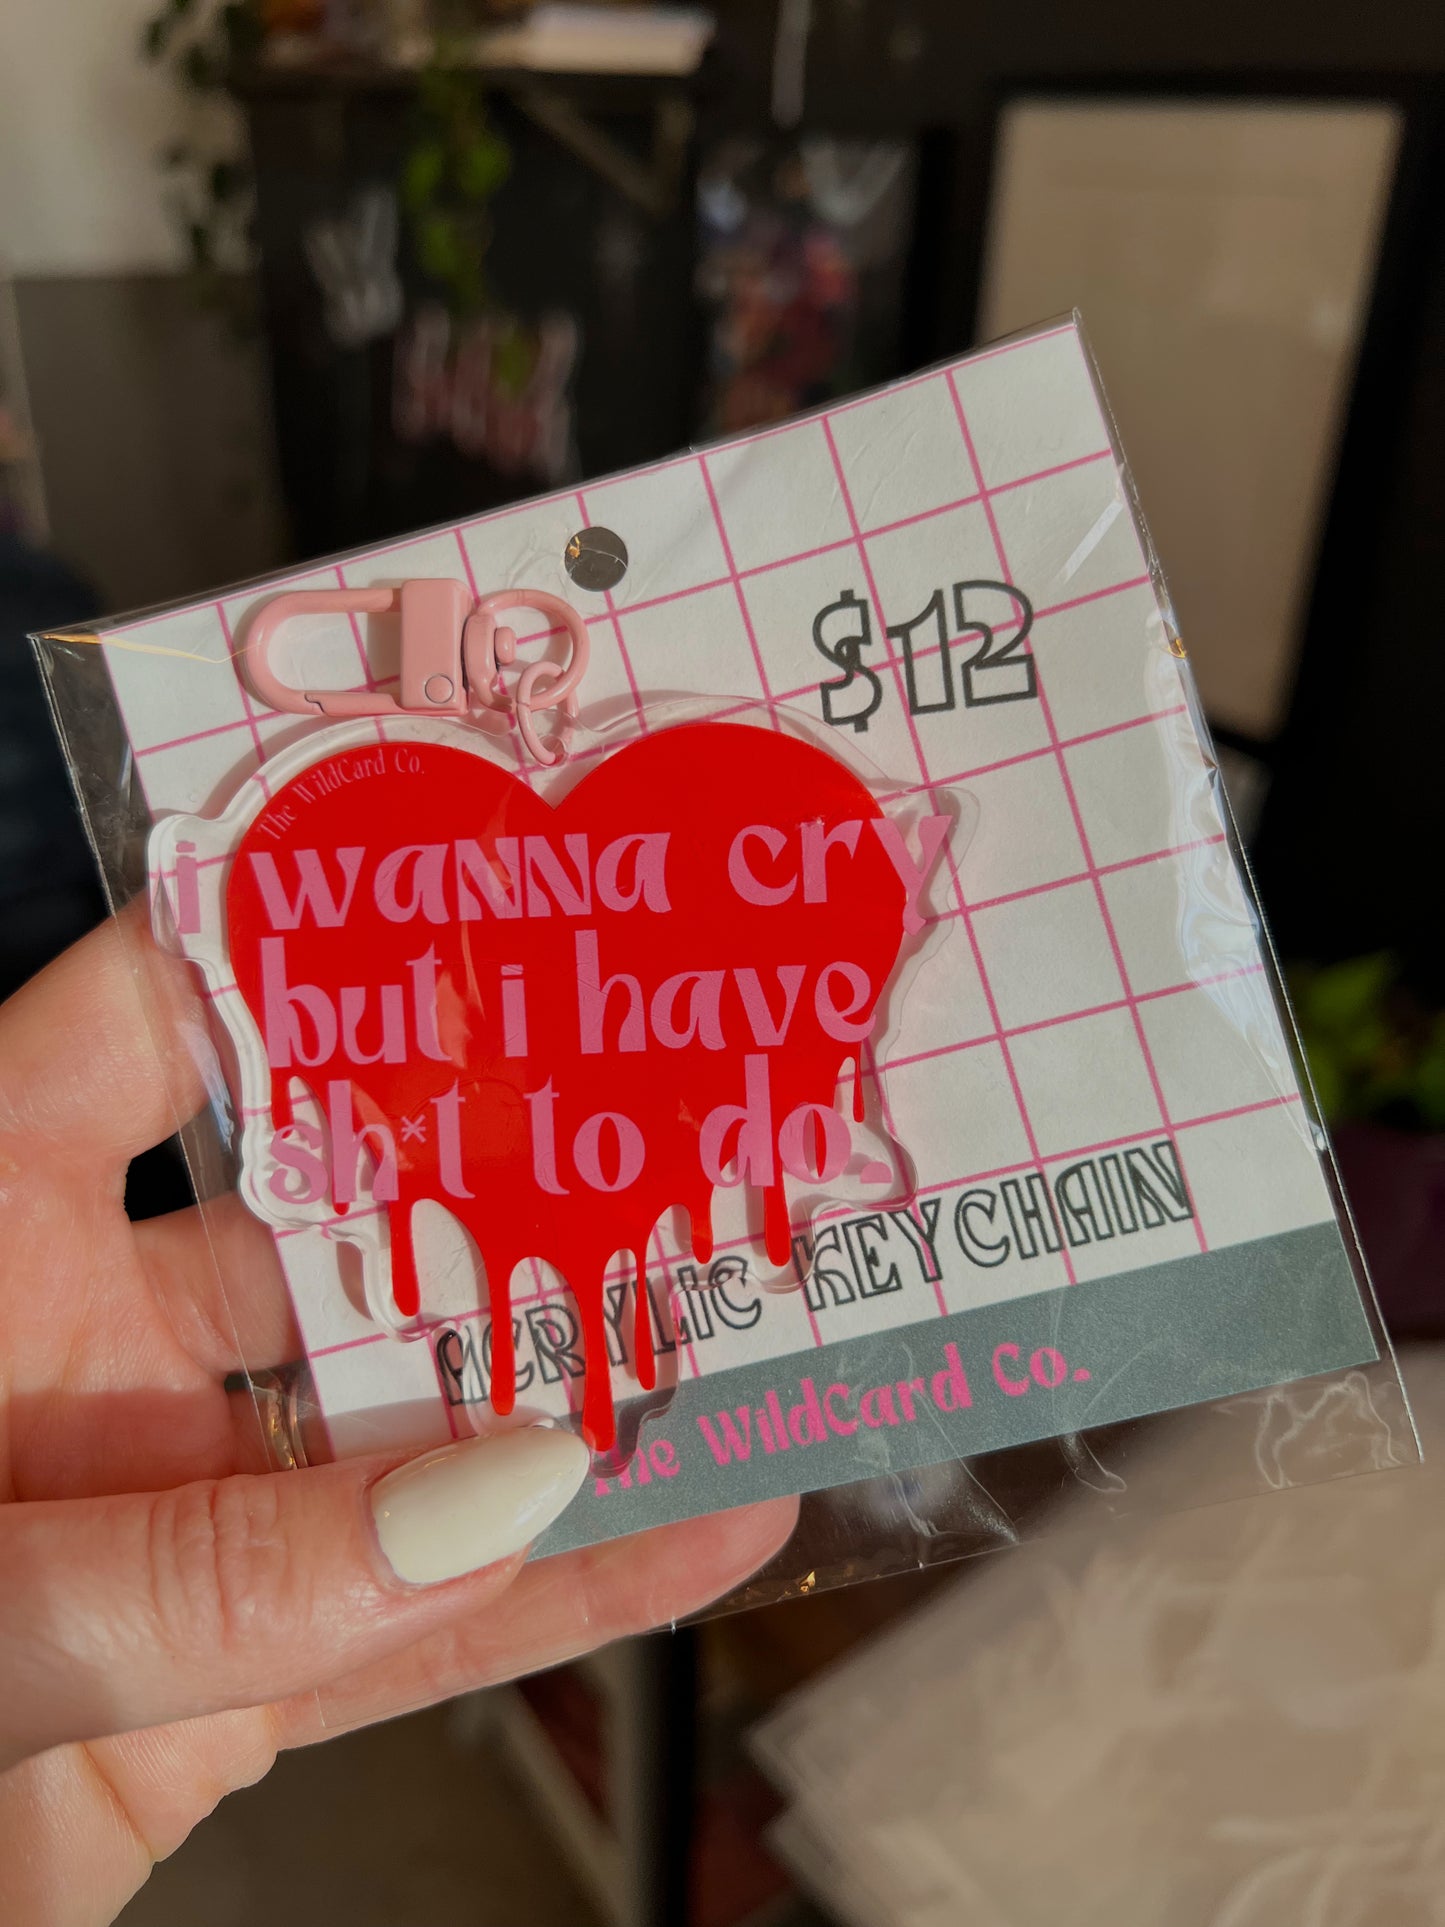 $12
The WildCard Co.
i wanna cry
but i have
sh*t to do.
ACRYLIC KEYCHAIN
The WildCard Co.